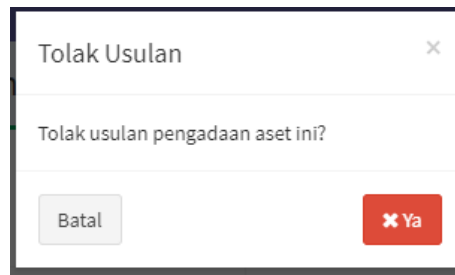 Tolak Usulan
×
Tolak usulan pengadaan aset ini?
Batal
✖ Ya